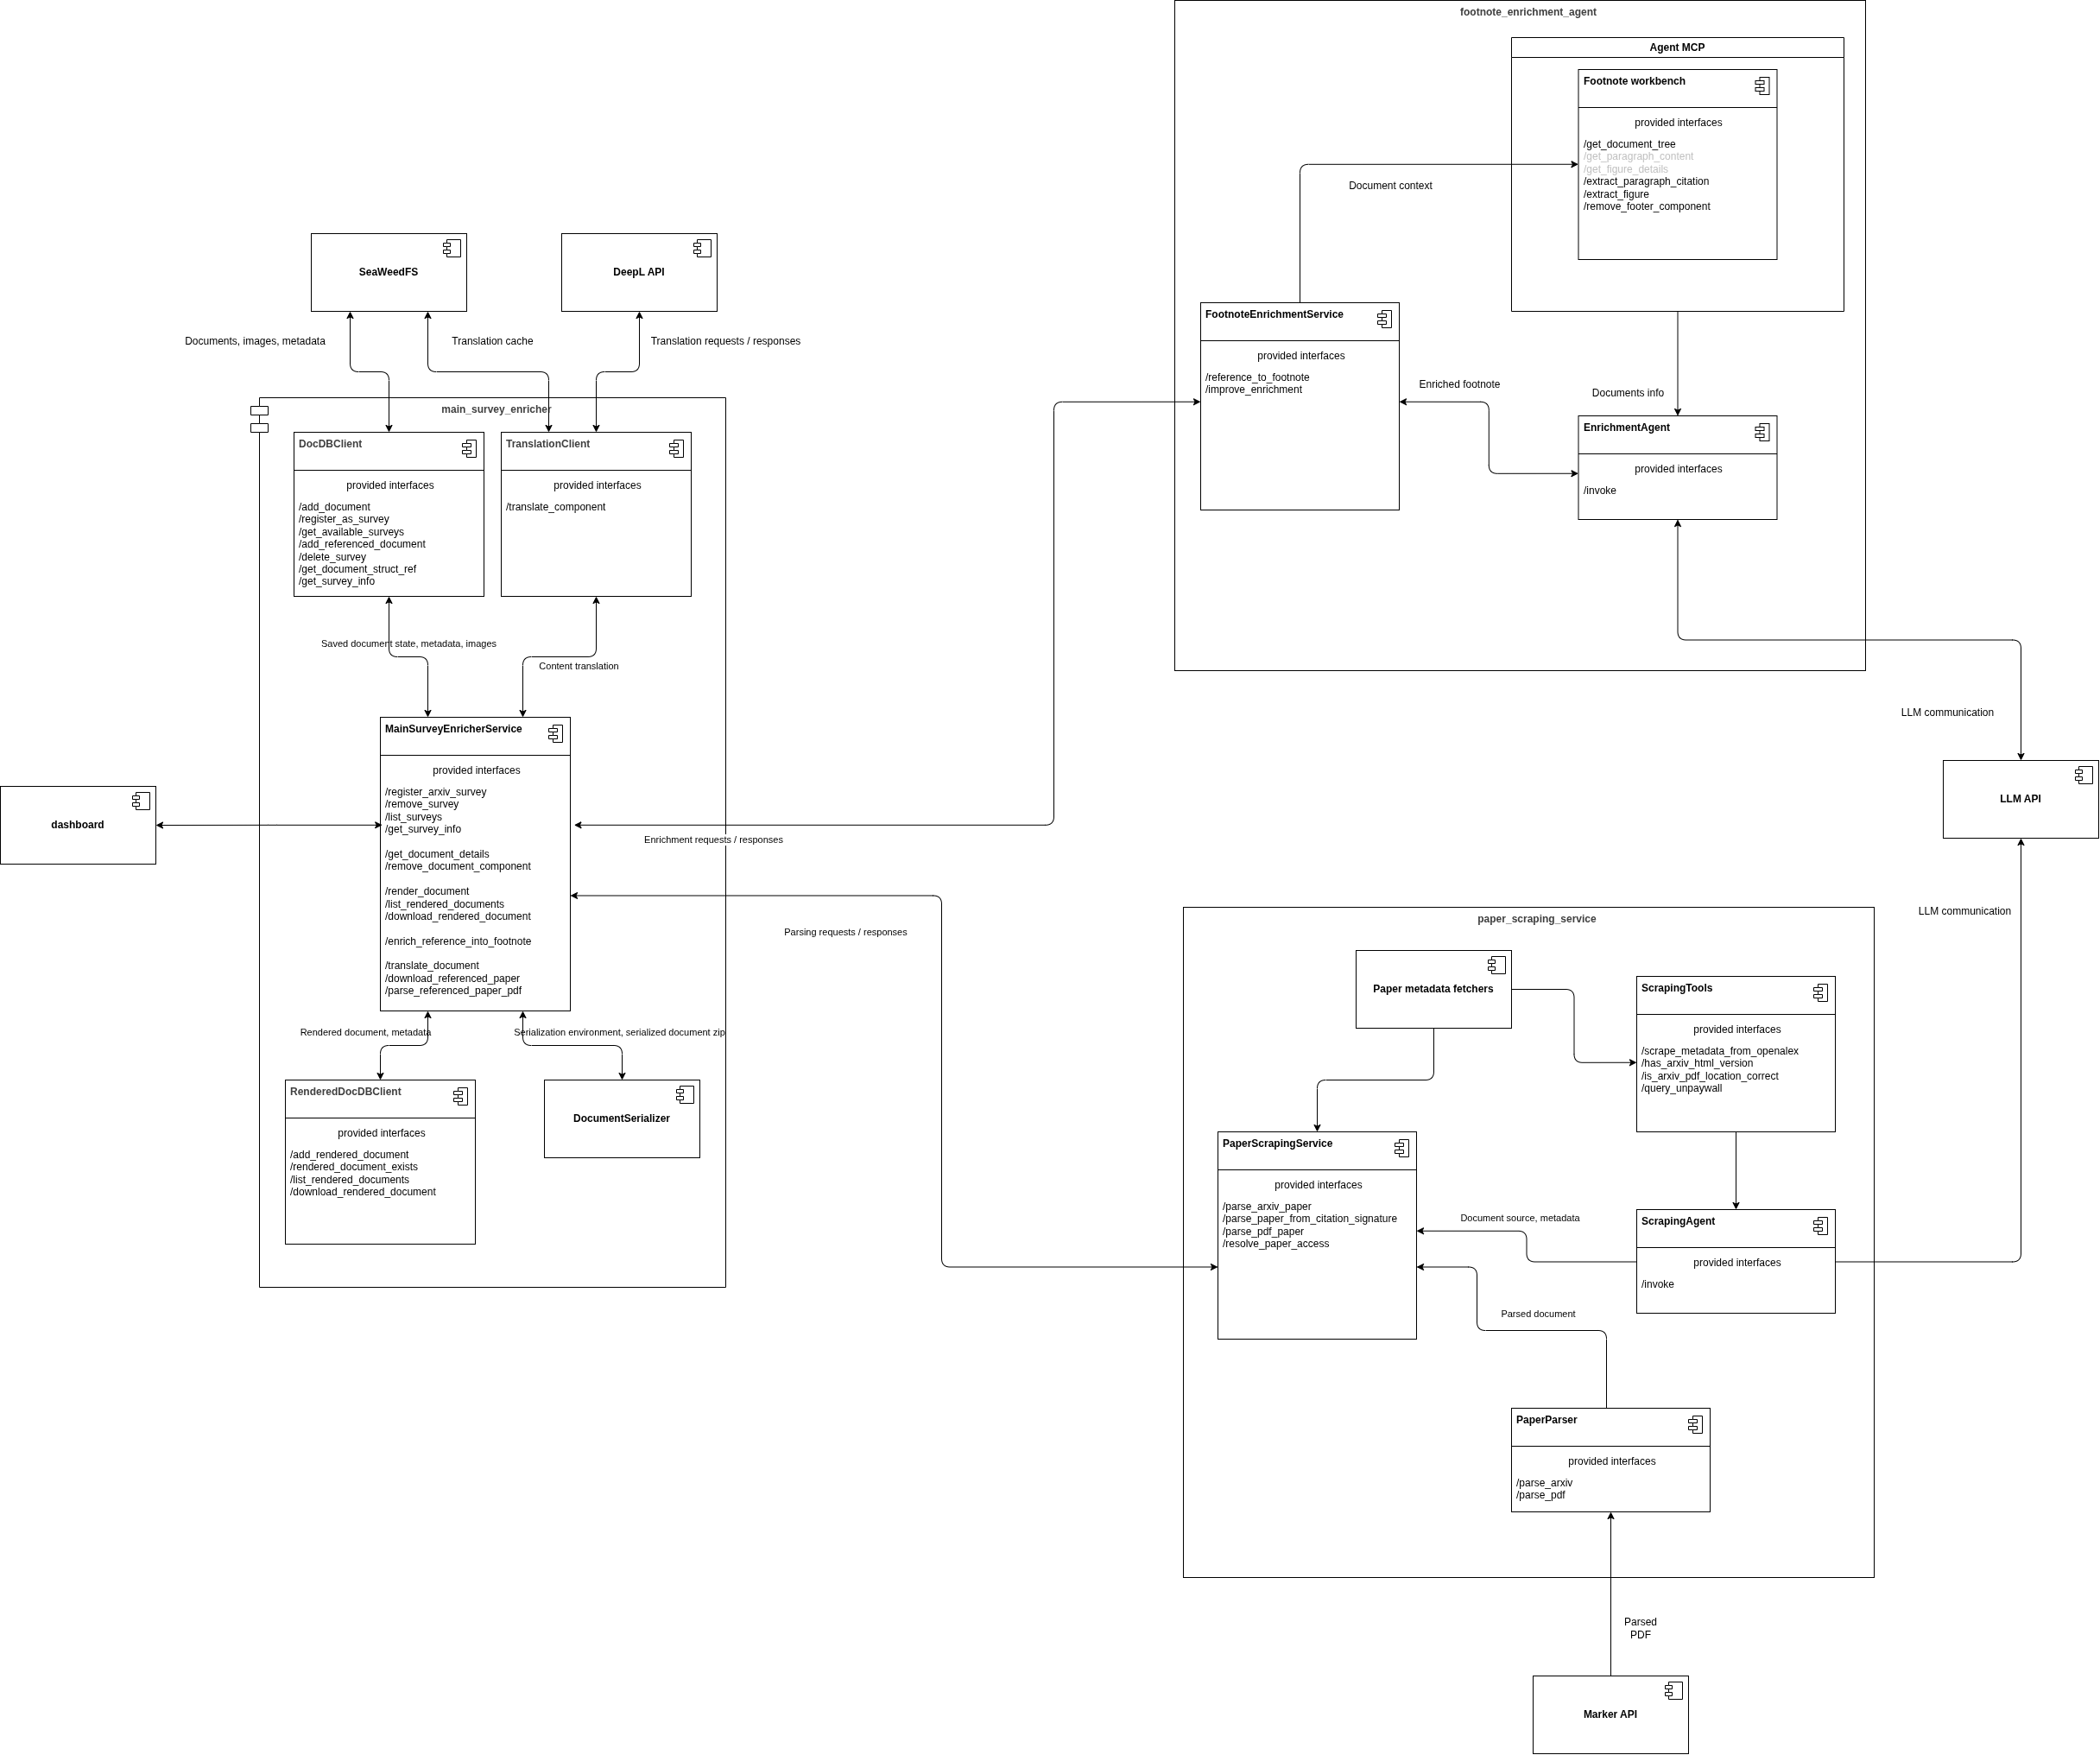 footnote_enrichment_agent
Agent MCP
Footnote workbench
provided interfaces
/get_document_tree
/get_paragraph_content
/get_figure_details
/extract_paragraph_citation
/extract_figure
/remove_footer_component
Document context
SeaWeedFS
DeepL API
Documents, images, metadata
Translation cache
Translation requests / responses
FootnoteEnrichmentService
provided interfaces
/reference_to_footnote
/improve_enrichment
Enriched footnote
Documents info
EnrichmentAgent
provided interfaces
/invoke
main_survey_enricher
DocDBClient
provided interfaces
/add_document
/register_as_survey
/get_available_surveys
/add_referenced_document
/delete_survey
/get_document_struct_ref
/get_survey_info
TranslationClient
provided interfaces
/translate_component
Saved document state, metadata, images
Content translation
MainSurveyEnricherService
provided interfaces
/register_arxiv_survey
/remove_survey
/list_surveys
/get_survey_info
/get_document_details
/remove_document_component
/render_document
/list_rendered_documents
/download_rendered_document
/enrich_reference_into_footnote
/translate_document
/download_referenced_paper
/parse_referenced_paper_pdf
dashboard
Enrichment requests / responses
Parsing requests / responses
LLM communication
LLM API
LLM communication
Rendered document, metadata
Serialization environment, serialized document zip
RenderedDocDBClient
provided interfaces
/add_rendered_document
/rendered_document_exists
/list_rendered_documents
/download_rendered_document
DocumentSerializer
paper_scraping_service
Paper metadata fetchers
ScrapingTools
provided interfaces
/scrape_metadata_from_openalex
/has_arxiv_html_version
/is_arxiv_pdf_location_correct
/query_unpaywall
PaperScrapingService
provided interfaces
/parse_arxiv_paper
/parse_paper_from_citation_signature
/parse_pdf_paper
/resolve_paper_access
Document source, metadata
ScrapingAgent
provided interfaces
/invoke
Parsed document
PaperParser
provided interfaces
/parse_arxiv
/parse_pdf
Parsed
PDF
Marker API